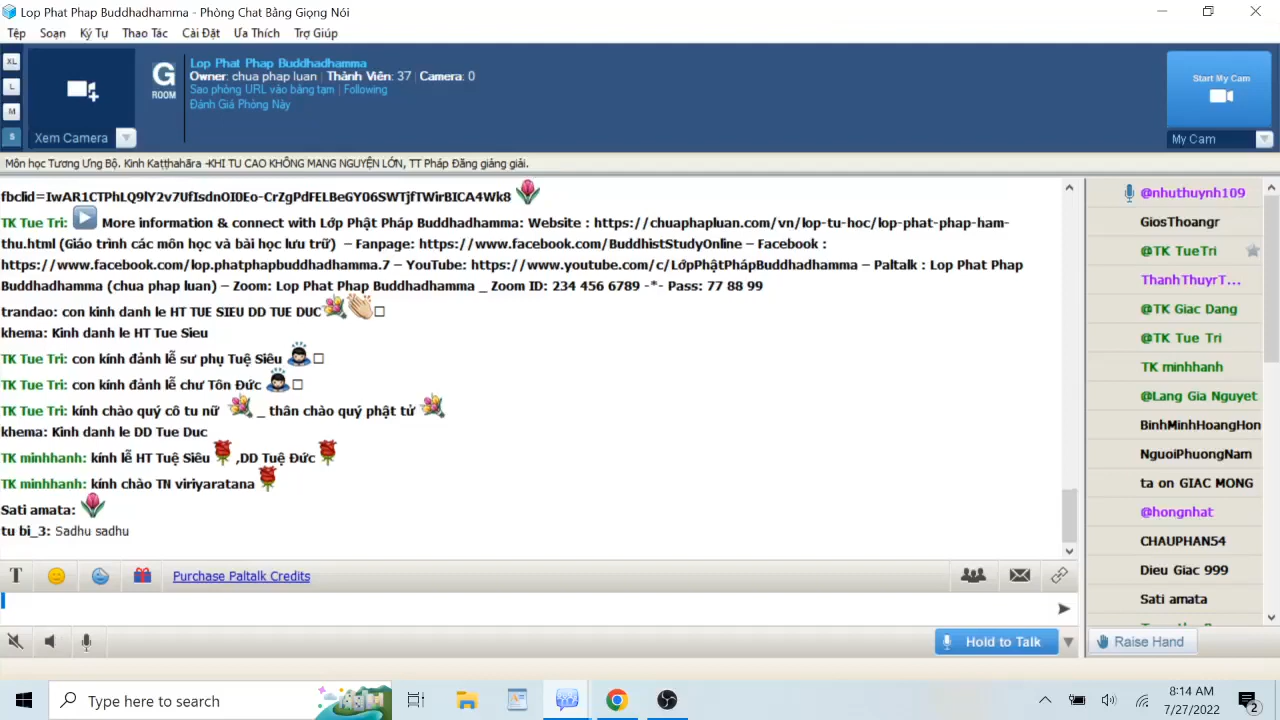 Lop Phat Phap Buddhadhamma - Phòng Chat Bằng Giọng Nói
Tệp Soạn Ký Tự Thao Tác Cài Đặt Ưa Thích Trợ Giúp
XL
L
M
S
Xem Camera
G
ROOM
Lop Phat Phap Buddhadhamma
Owner: chua phap luan | Thành Viên: 37 | Camera: 0
Sao phòng URL vào bảng tạm | Following
Đánh Giá Phòng Này
Start My Cam
My Cam
Môn học Tương Ưng Bộ. Kinh Kaṭṭhahāra -KHI TU CAO KHÔNG MANG NGUYỆN LỚN, TT Pháp Đăng giảng giải.
fbclid=IwAR1CTPhLQ9lY2v7UfIsdnOI0Eo-CrZgPdFELBeGY06SWTjfTWirBICA4Wk8
TK Tue Tri: More information & connect with Lớp Phật Pháp Buddhadhamma: Website : https://chuaphapluan.com/vn/lop-tu-hoc/lop-phat-phap-ham-
thu.html (Giáo trình các môn học và bài học lưu trữ) – Fanpage: https://www.facebook.com/BuddhistStudyOnline – Facebook :
https://www.facebook.com/lop.phatphapbuddhadhamma.7 – YouTube: https://www.youtube.com/c/LớpPhậtPhápBuddhadhamma – Paltalk : Lop Phat Phap
Buddhadhamma (chua phap luan) – Zoom: Lop Phat Phap Buddhadhamma _ Zoom ID: 234 456 6789 -*- Pass: 77 88 99
trandao: con kinh danh le HT TUE SIEU DD TUE DUC
khema: Kinh danh le HT Tue Sieu
TK Tue Tri: con kính đảnh lễ sư phụ Tuệ Siêu
TK Tue Tri: con kính đảnh lễ chư Tôn Đức
TK Tue Tri: kính chào quý cô tu nữ _ thân chào quý phật tử
khema: Kinh danh le DD Tue Duc
TK minhhanh: kính lễ HT Tuệ Siêu ,DD Tuệ Đức
TK minhhanh: kính chào TN viriyaratana
Sati amata:
tu bi_3: Sadhu sadhu
@nhuthuynh109
GiosThoangr
@TK TueTri
ThanhThuyrT...
@TK Giac Dang
@TK Tue Tri
TK minhhanh
@Lang Gia Nguyet
BinhMinhHoangHon
NguoiPhuongNam
ta on GIAC MONG
@hongnhat
CHAUPHAN54
Dieu Giac 999
Sati amata
T Purchase Paltalk Credits
Hold to Talk
Raise Hand
Type here to search
8:14 AM
7/27/2022
2